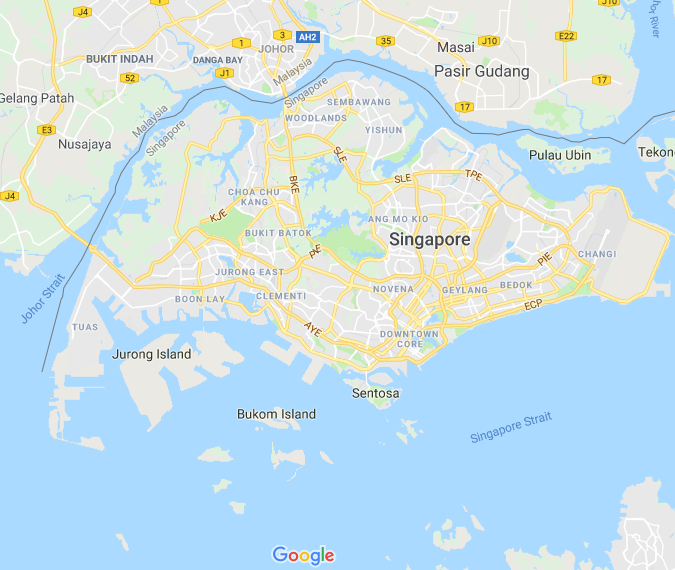 J4
3
AH2
1
JOHOR
35
Masai
J10
E22
J10
BUKIT INDAH
DANGA BAY
J1
52
Malaysia
Singapore
Pasir Gudang
17
17
Gelang Patah
E3
Nusajaya
Malaysia
Singapore
SEMBAWANG
WOODLANDS
YISHUN
SLE
Pulau Ubin
Tekon
J4
BKE
SLE
TPE
CHOA CHU
KANG
KJE
ANG MO KIO
BUKIT BATOK
Singapore
PIE
PIE
CHANGI
JURONG EAST
Johor Strait
BOON LAY
CLEMENTI
NOVENA
GEYLANG
BEDOK
ECP
TUAS
AYE
DOWNTOWN
CORE
Jurong Island
Sentosa
Bukom Island
Singapore Strait
Google